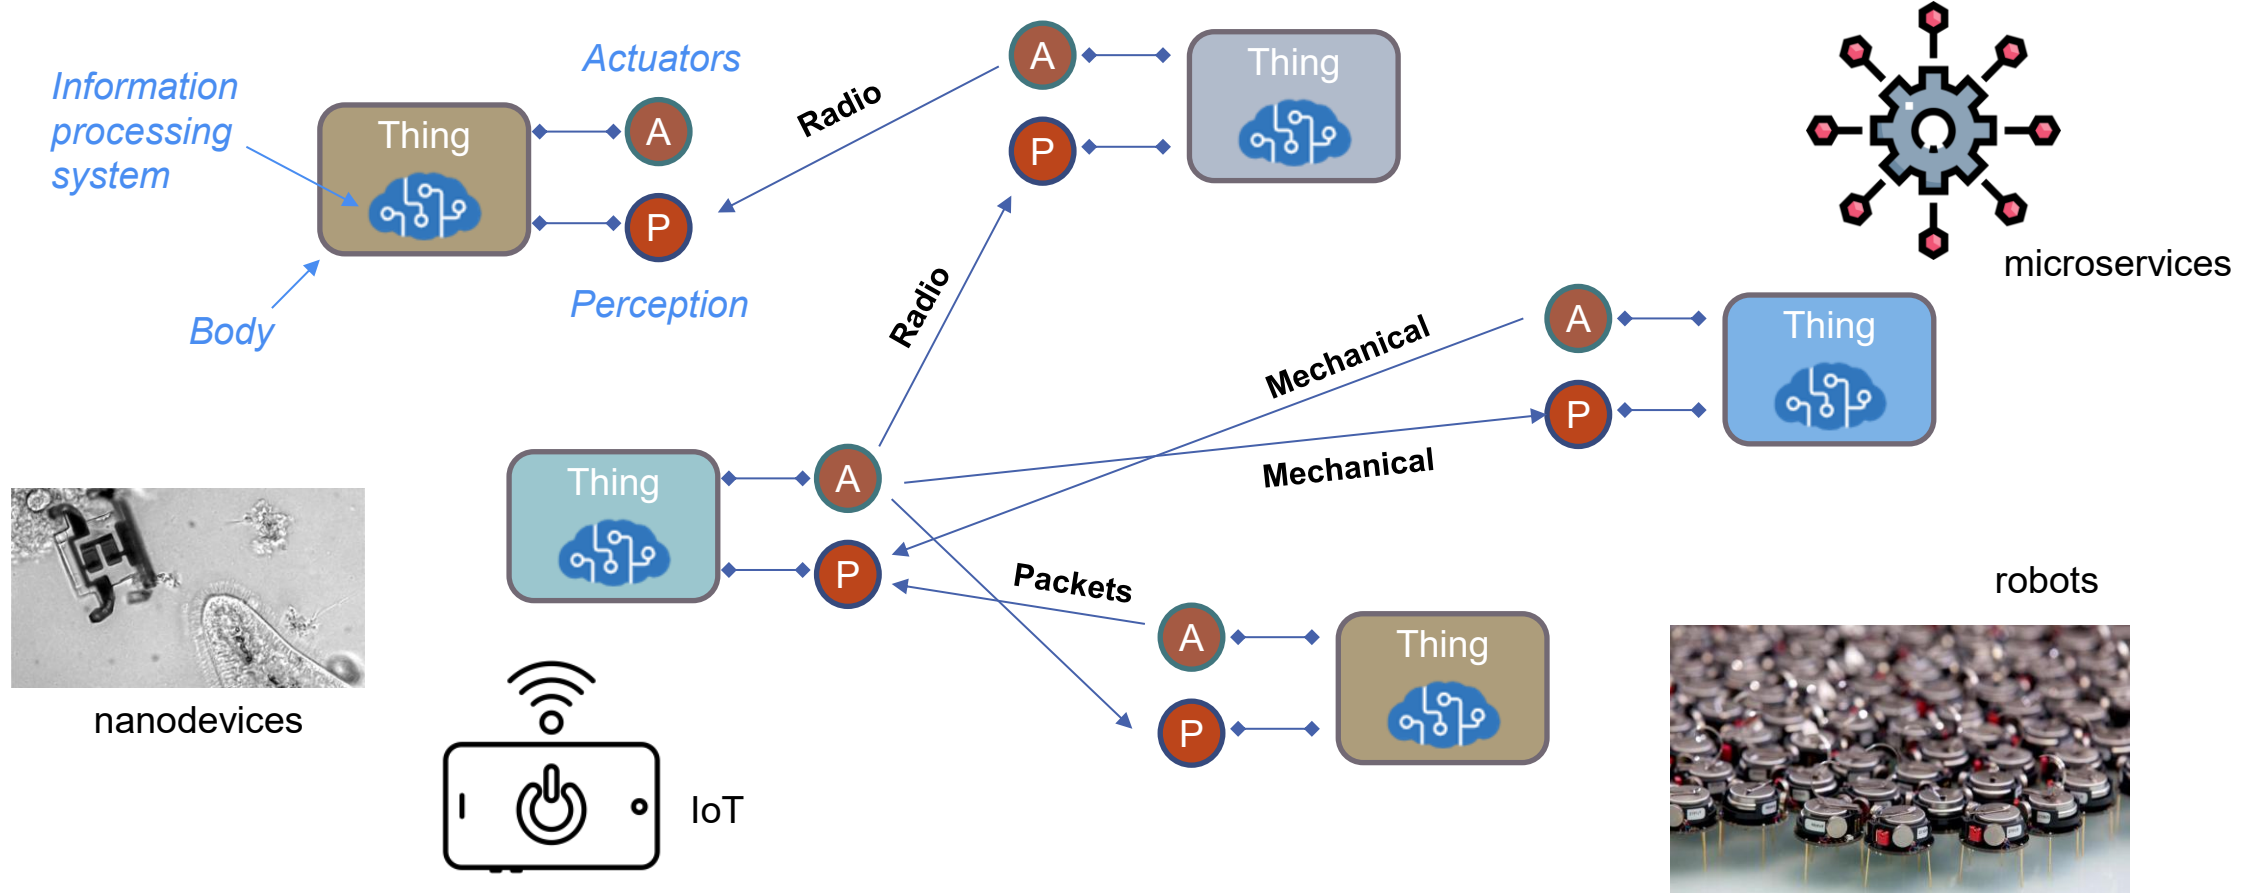 Information
processing
system
Body
Thing
Actuators
A
P
Perception
Radio
A
P
Thing
microservices
Radio
Mechanical
Mechanical
A
P
Thing
Thing
A
P
Packets
A
P
Thing
nanodevices
IoT
robots